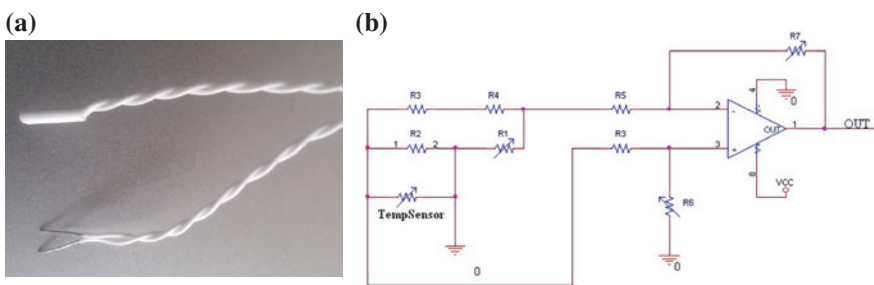 (a)
(b)
R7
R3 R4 R5 2 - 4 0
OUT 1 OUT
1 R2 2 R1 R3 3 + 8
VCC
TempSensor
R6
0 0